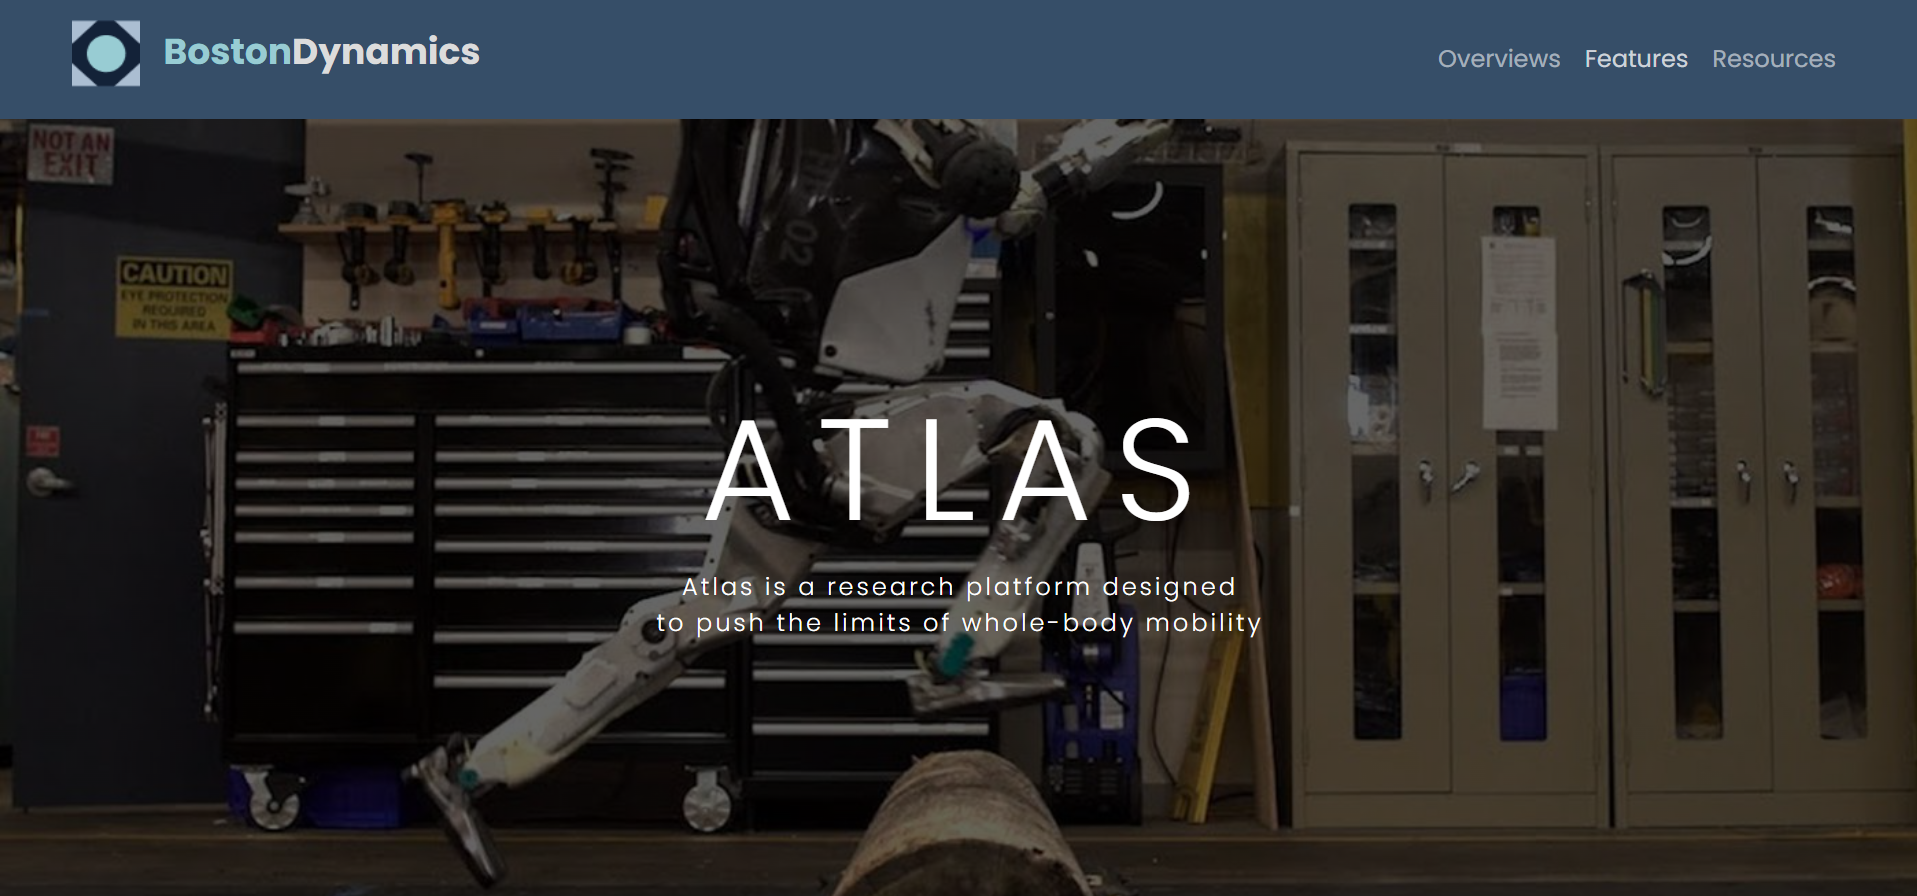 BostonDynamics
Overviews Features Resources
NOT AN
EXIT
CAUTION
EYE PROTECTION
REQUIRED
IN THIS AREA
02
ATLAS
Atlas is a research platform designed
to push the limits of whole-body mobility